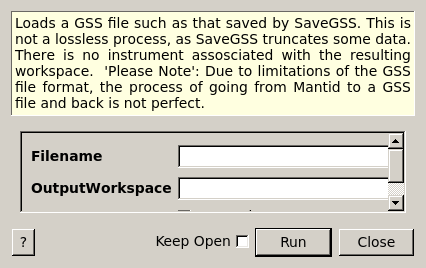 Loads a GSS file such as that saved by SaveGSS. This is
not a lossless process, as SaveGSS truncates some data.
There is no instrument assosciated with the resulting
workspace.  'Please Note': Due to limitations of the GSS
file format, the process of going from Mantid to a GSS
file and back is not perfect.
Filename
OutputWorkspace
?
Keep Open
Run
Close